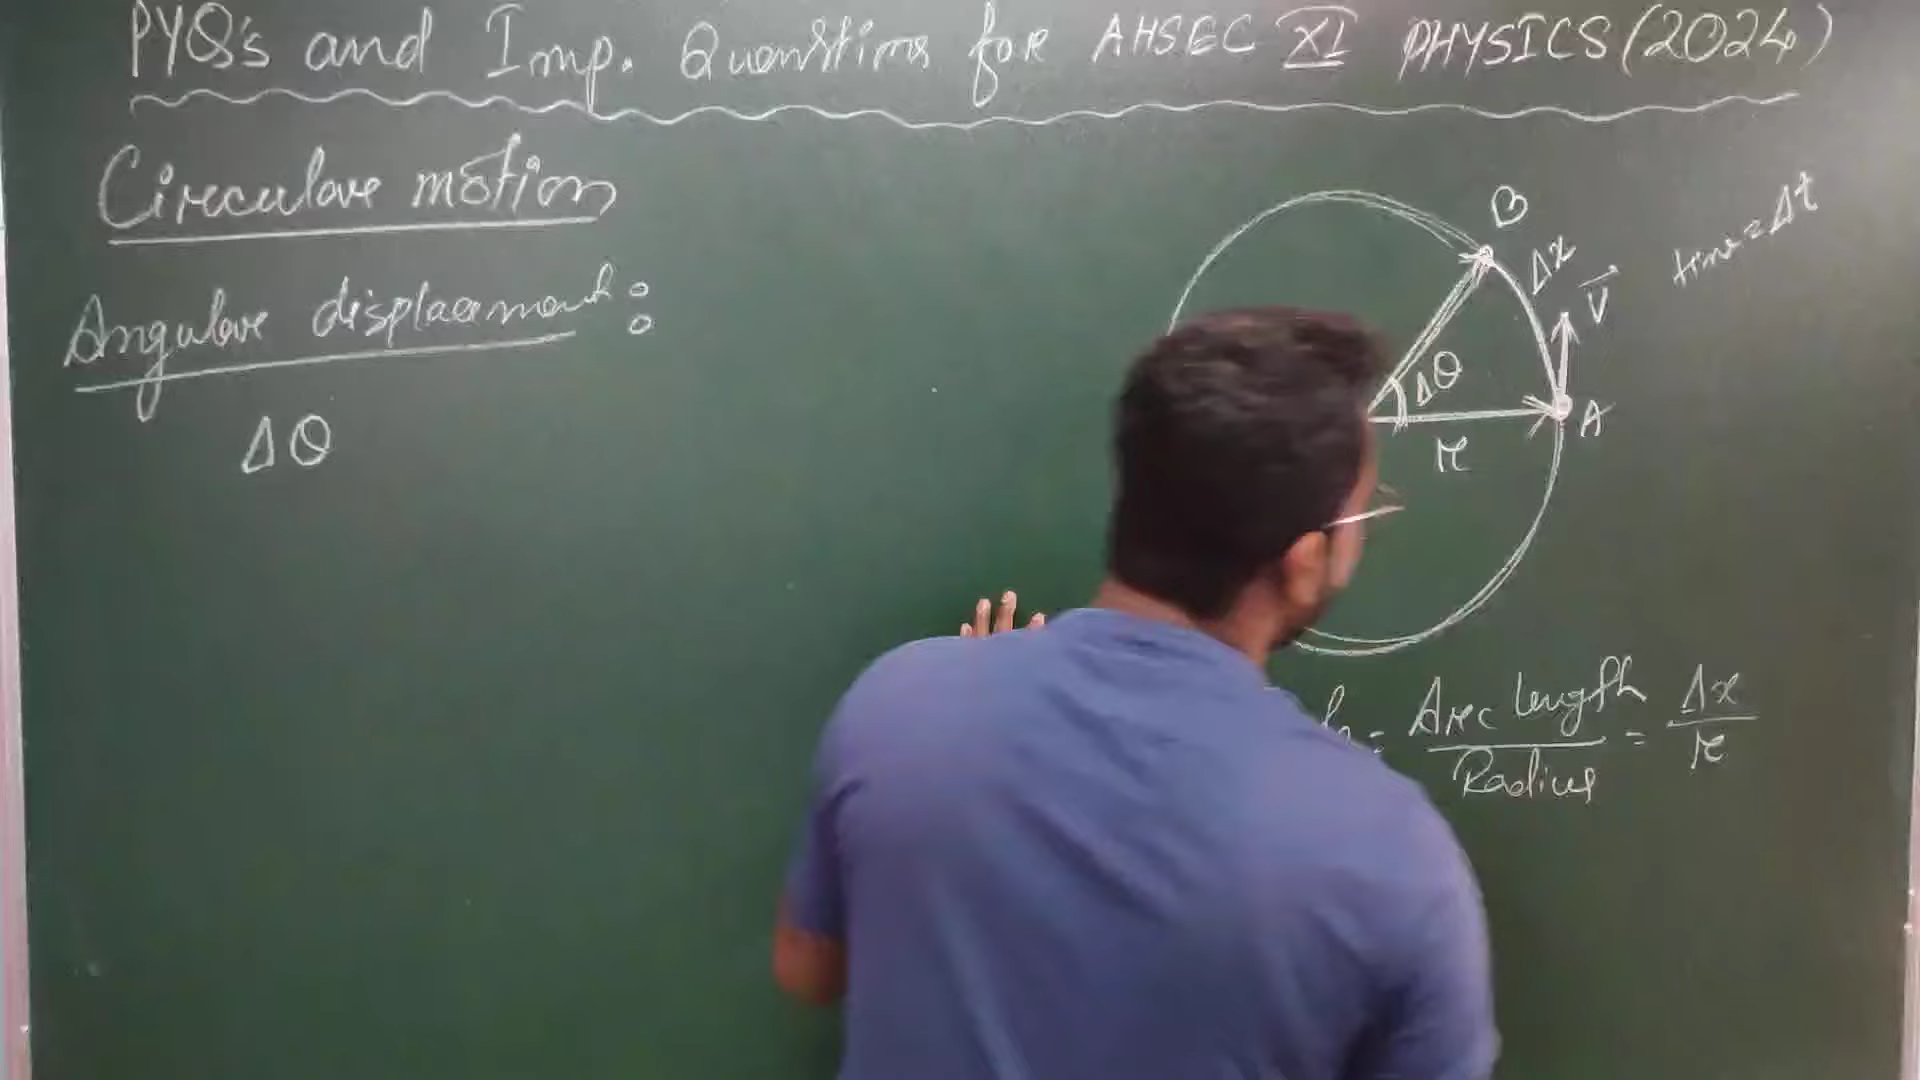 PYQ's and Imp. Questions for AHSEC XI PHYSICS (2024)
Circular motion
Angular displacement :
Δθ
B
Δx
V⃗
time = Δt
Δθ
r
A
= Arc length / Radius = Δx / r